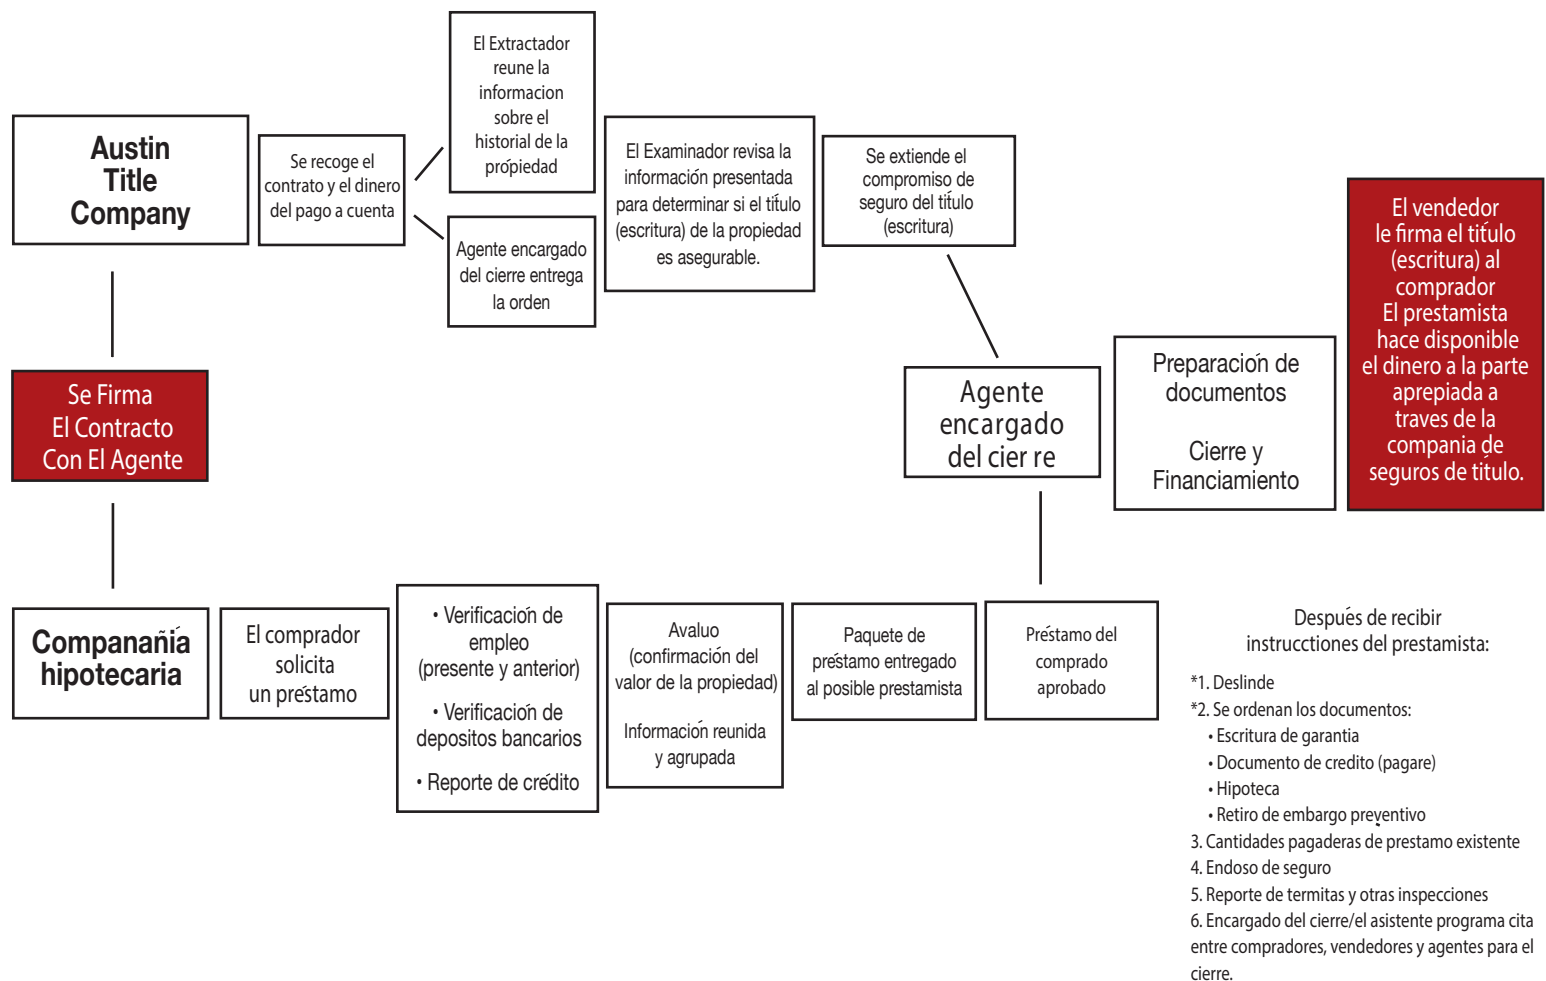 Austin
Title
Company
Se recoge el
contrato y el dinero
del pago a cuenta
El Extractador
reune la
informacion
sobre el
historial de la
própiedad
Agente encargado
del cierre entrega
la orden
El Examinador revisa la
información presentada
para determinar si el título
(escritura) de la propiedad
es asegurable.
Se extiende el
compromiso de
seguro del título
(escritura)
Se Firma
El Contracto
Con El Agente
Agente
encargado
del cier re
Preparación de
documentos
Cierre y
Financiamiento
El vendedor
le firma el título
(escritura) al
comprador
El prestamista
hace disponible
el dinero a la parte
aprepiada a
traves de la
compania de
seguros de título.
Companañía
hipotecaria
El comprador
solicita
un préstamo
• Verificación de
empleo
(presente y anterior)
• Verificación de
depositos bancarios
• Reporte de crédito
Avaluo
(confirmación del
valor de la propiedad)
Información reunida
y agrupada
Paquete de
préstamo entregado
al posible prestamista
Préstamo del
comprado
aprobado
Después de recibir
instrucctiones del prestamista:
*1. Deslinde
*2. Se ordenan los documentos:
• Escritura de garantia
• Documento de credito (pagare)
• Hipoteca
• Retiro de embargo preventivo
3. Cantidades pagaderas de prestamo existente
4. Endoso de seguro
5. Reporte de termitas y otras inspecciones
6. Encargado del cierre/el asistente programa cita
entre compradores, vendedores y agentes para el
cierre.